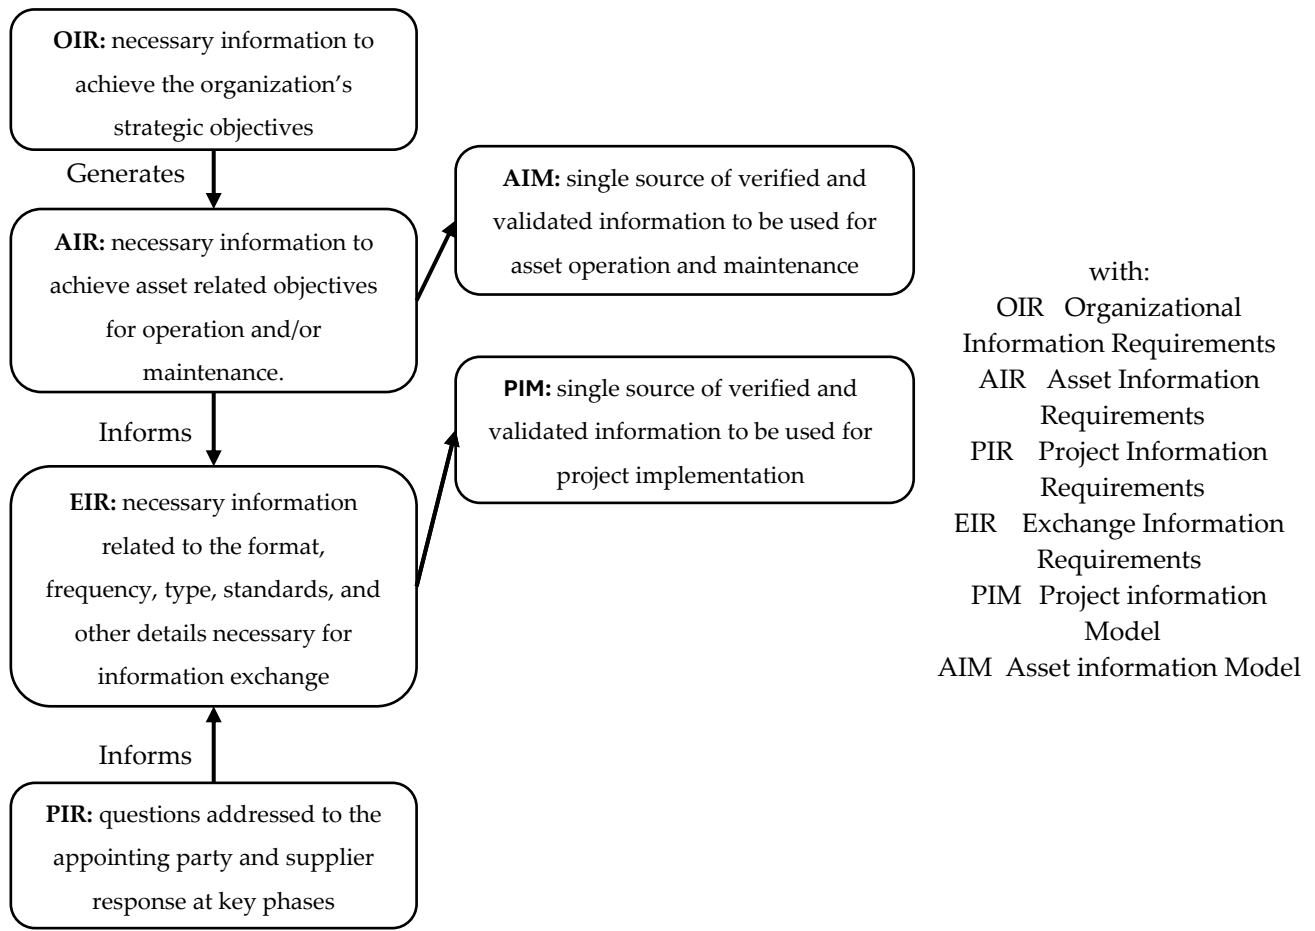 OIR: necessary information to
achieve the organization's
strategic objectives
Generates
AIR: necessary information to
achieve asset related objectives
for operation and/or
maintenance.
AIM: single source of verified and
validated information to be used for
asset operation and maintenance
Informs
PIM: single source of verified and
validated information to be used for
project implementation
EIR: necessary information
related to the format,
frequency, type, standards, and
other details necessary for
information exchange
Informs
PIR: questions addressed to the
appointing party and supplier
response at key phases
with:
OIR Organizational
Information Requirements
AIR Asset Information
Requirements
PIR Project Information
Requirements
EIR Exchange Information
Requirements
PIM Project information
Model
AIM Asset information Model